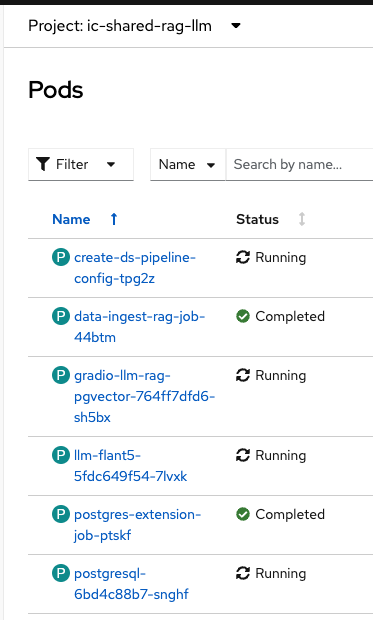 Project: ic-shared-rag-llm
Pods
Filter Name Search by name...
Name Status
P create-ds-pipeline- Running
config-tpg2z
P data-ingest-rag-job- Completed
44btm
P gradio-llm-rag- Running
pgvector-764ff7dfd6-
sh5bx
P llm-flant5- Running
5fdc649f54-7lvxk
P postgres-extension- Completed
job-ptskf
P postgresql- Running
6bd4c88b7-snghf